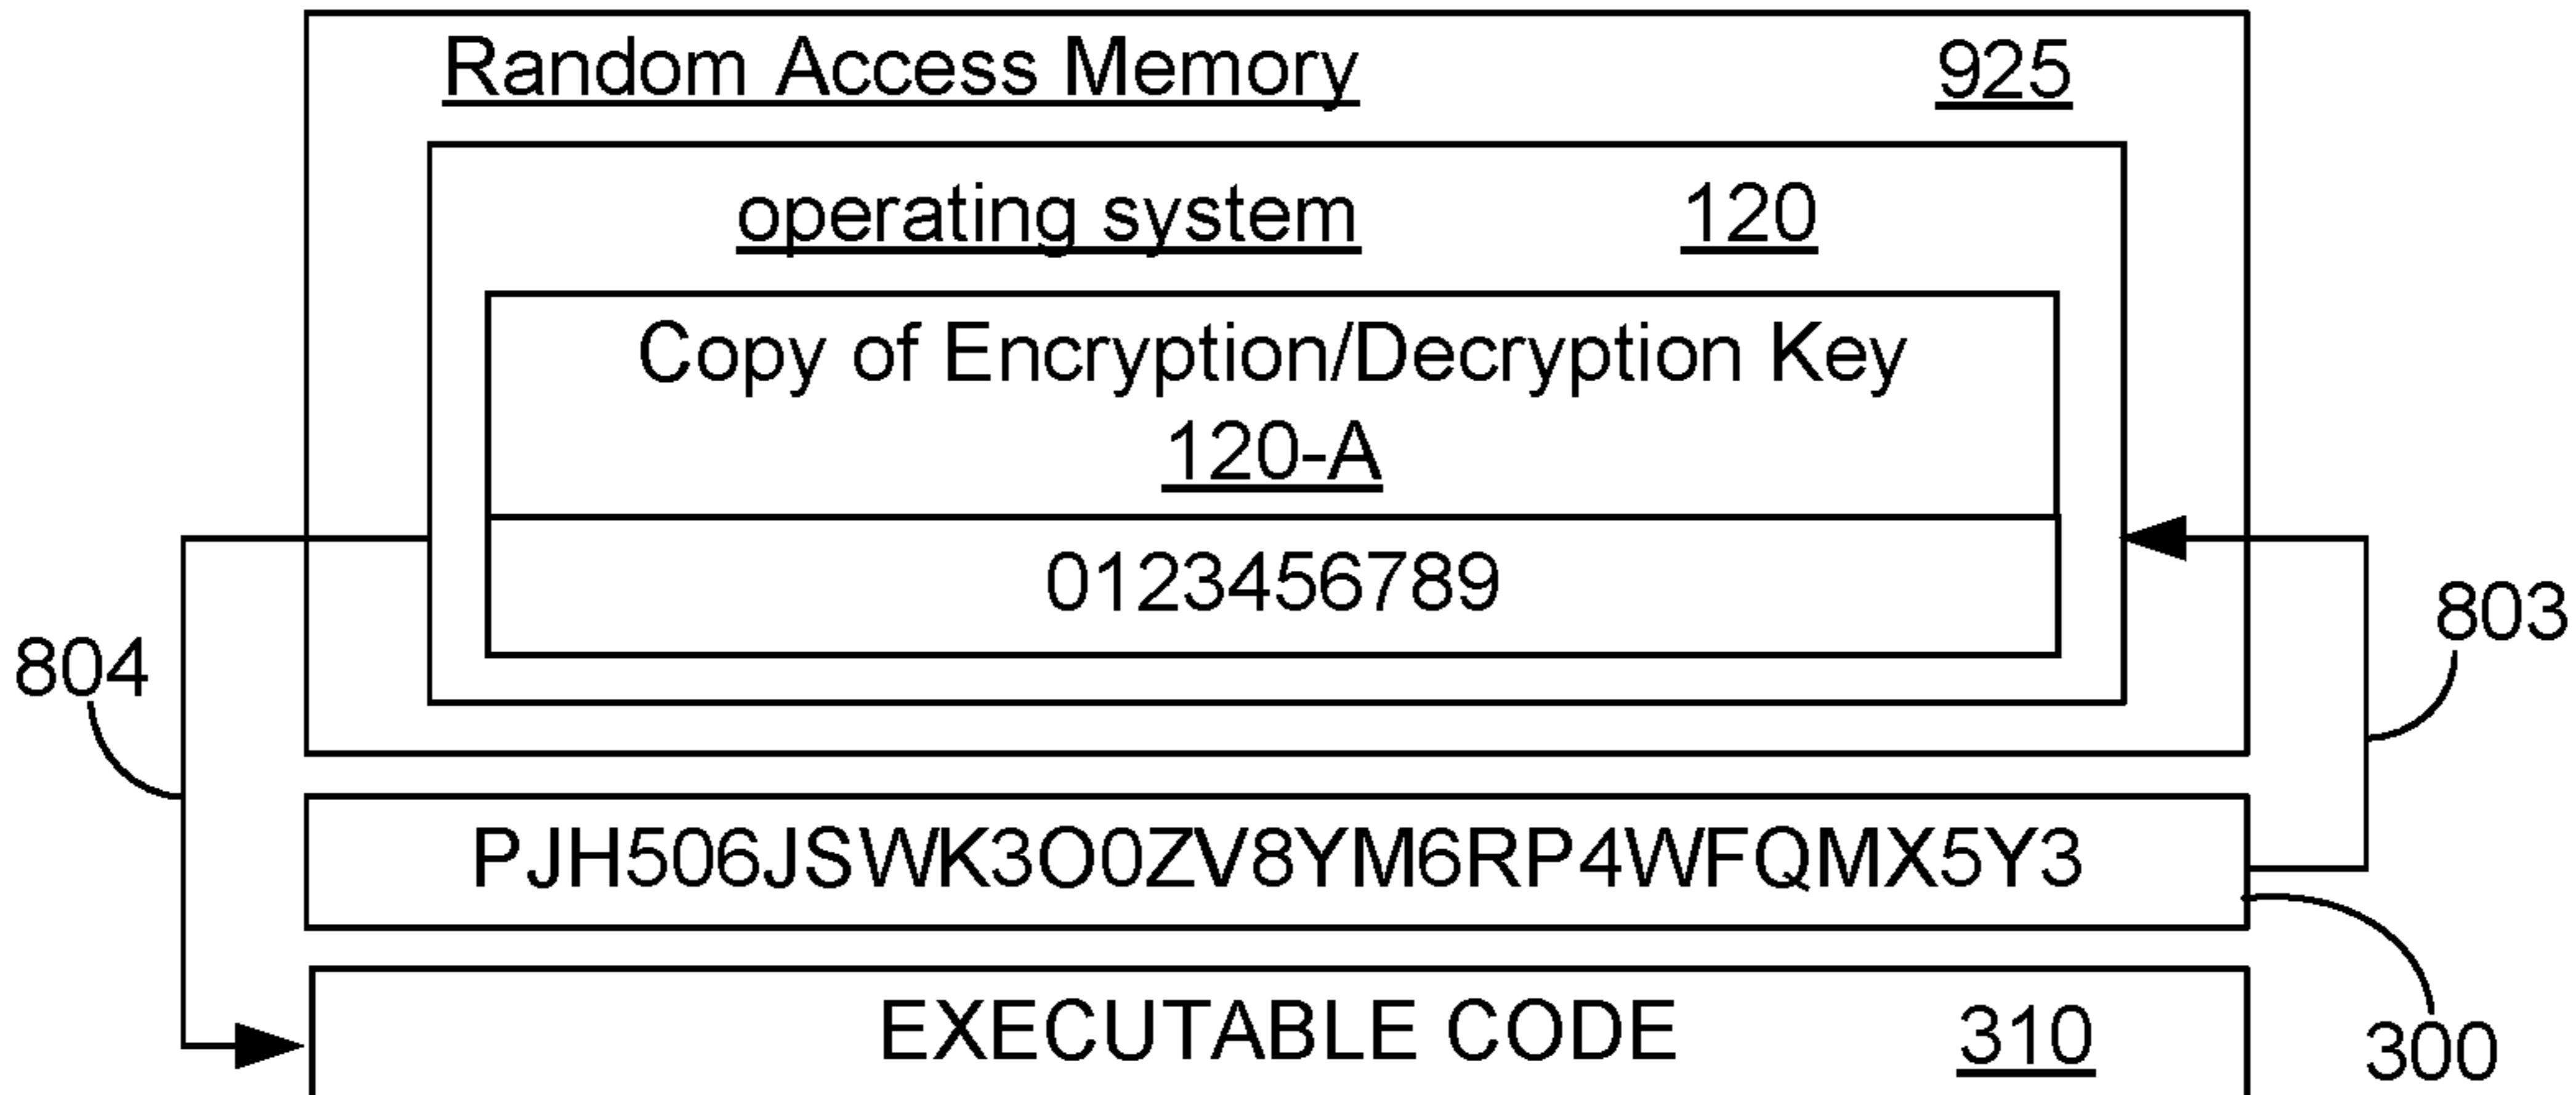 Random Access Memory 925
operating system 120
Copy of Encryption/Decryption Key
120-A
0123456789
804
803
PJH506JSWK3O0ZV8YM6RP4WFQMX5Y3
EXECUTABLE CODE 310
300